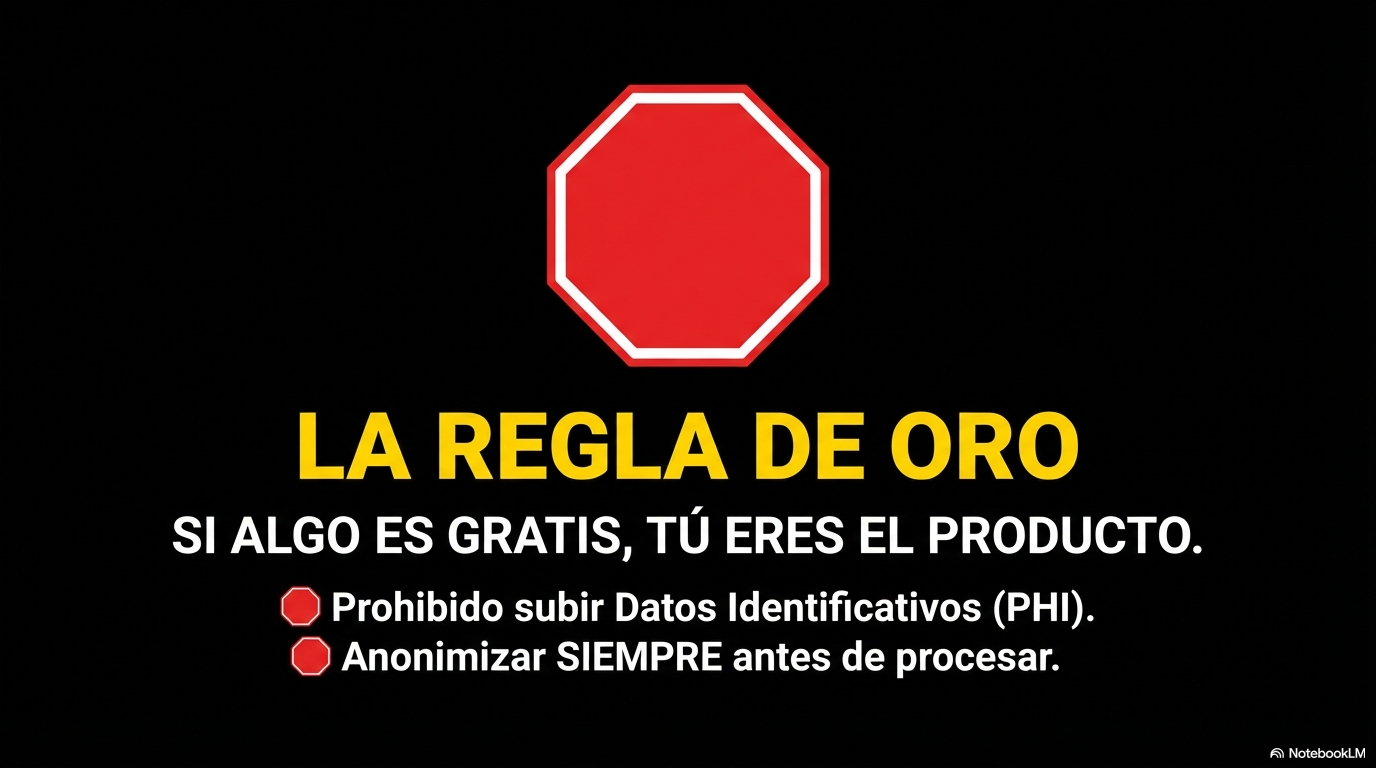 LA REGLA DE ORO
SI ALGO ES GRATIS, TÚ ERES EL PRODUCTO.
Prohibido subir Datos Identificativos (PHI).
Anonimizar SIEMPRE antes de procesar.
NotebookLM